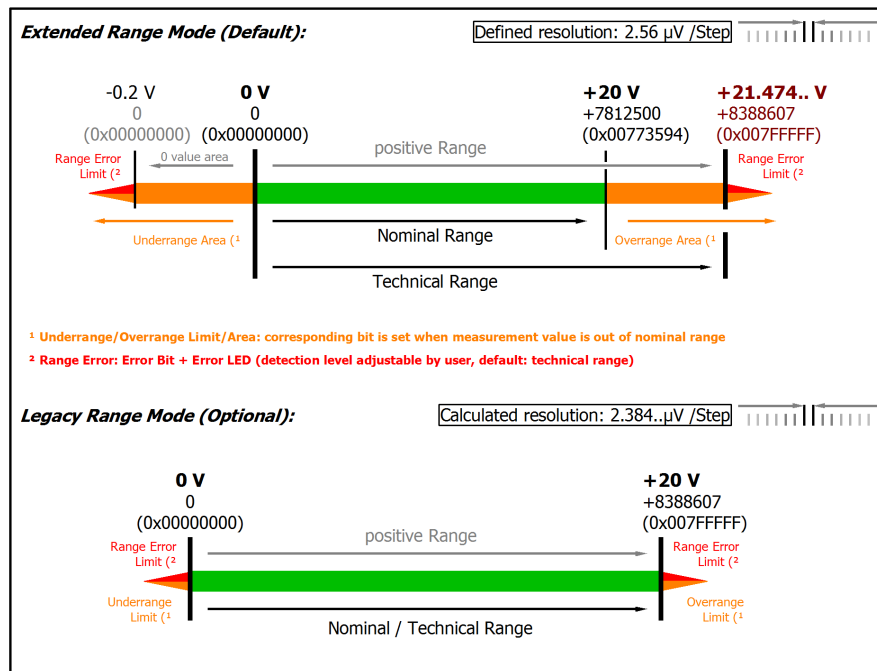 Extended Range Mode (Default):
Defined resolution: 2.56 µV /Step
-0.2 V
0
(0x00000000)
0 V
0
(0x00000000)
+20 V
+7812500
(0x00773594)
+21.474.. V
+8388607
(0x007FFFFF)
Range Error
Limit (²
0 value area
positive Range
Range Error
Limit (²
Underrange Area (¹
Nominal Range
Overrange Area (¹
Technical Range
¹ Underrange/Overrange Limit/Area: corresponding bit is set when measurement value is out of nominal range
² Range Error: Error Bit + Error LED (detection level adjustable by user, default: technical range)
Legacy Range Mode (Optional):
Calculated resolution: 2.384..µV /Step
0 V
0
(0x00000000)
+20 V
+8388607
(0x007FFFFF)
Range Error
Limit (²
positive Range
Range Error
Limit (²
Underrange
Limit (¹
Nominal / Technical Range
Overrange
Limit (¹